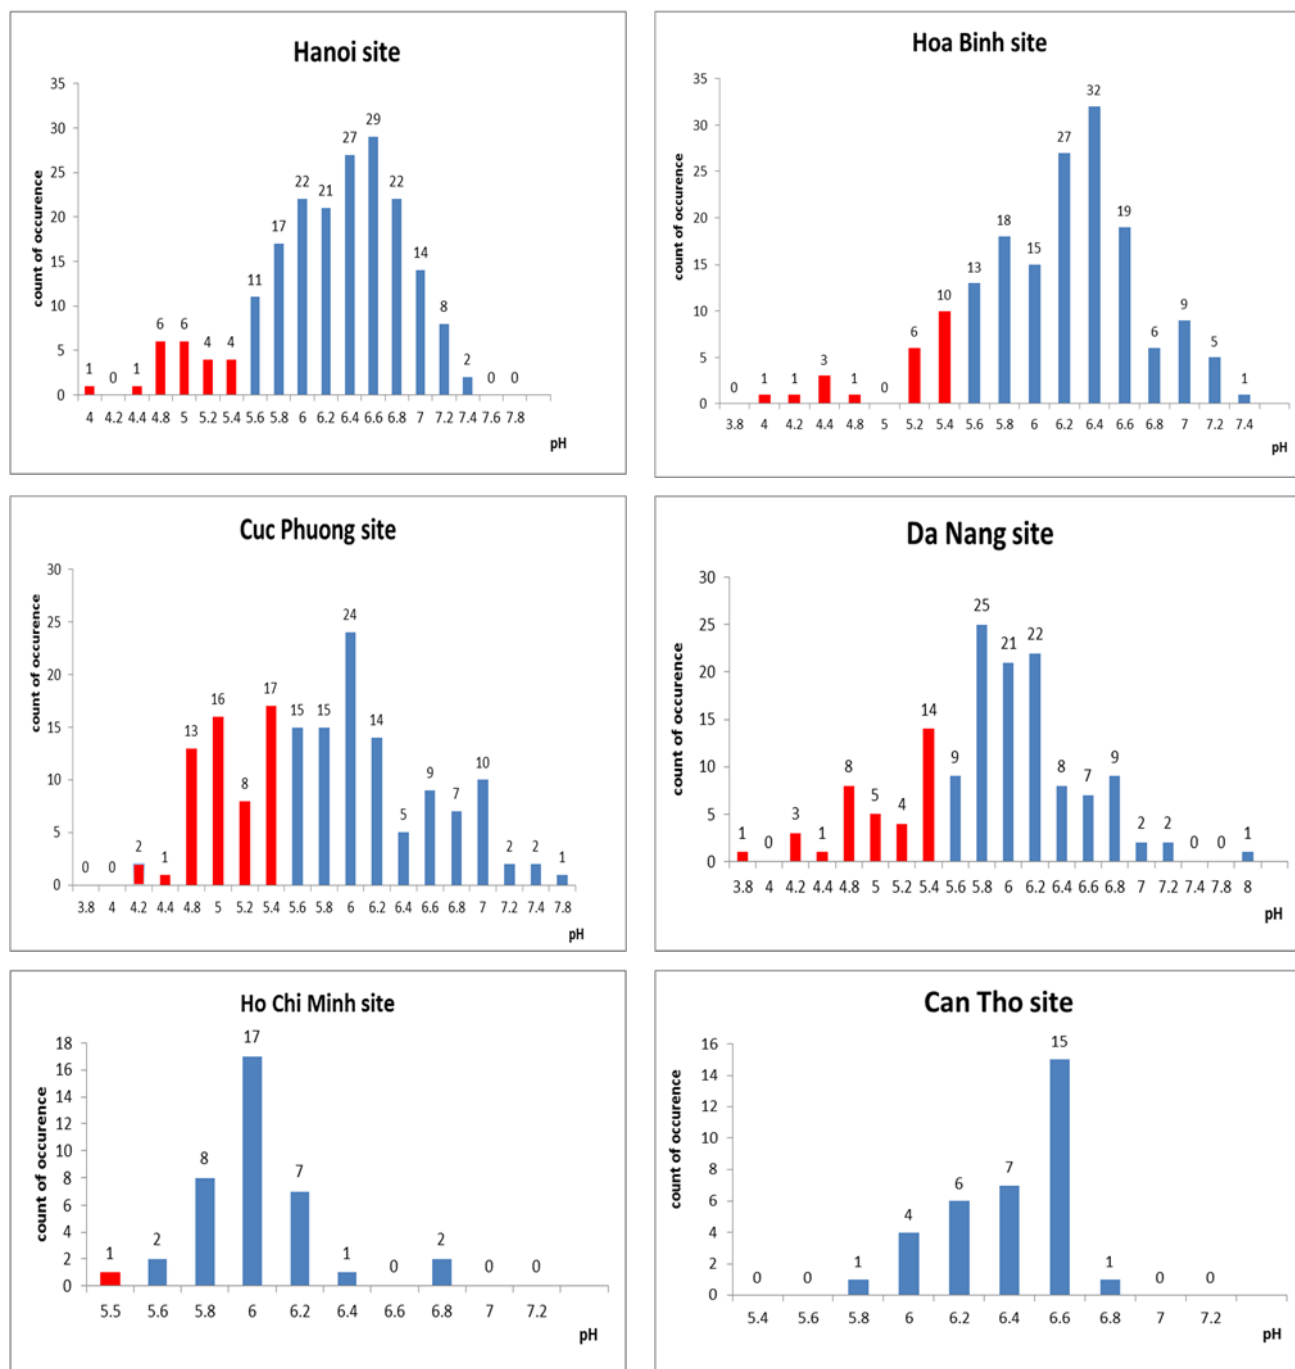 Hanoi site
count of occurence
35
30
25
20
15
10
5
0
1 0 1 6 6 4 4 11 17 22 21 27 29 22 14 8 2 0 0
4 4.2 4.4 4.8 5 5.2 5.4 5.6 5.8 6 6.2 6.4 6.6 6.8 7 7.2 7.4 7.6 7.8
pH
Hoa Binh site
count of occurence
35
30
25
20
15
10
5
0
0 1 1 3 1 0 6 10 13 18 15 27 32 19 6 9 5 1
3.8 4 4.2 4.4 4.8 5 5.2 5.4 5.6 5.8 6 6.2 6.4 6.6 6.8 7 7.2 7.4
pH
Cuc Phuong site
count of occurence
30
25
20
15
10
5
0
0 0 2 1 13 16 8 17 15 15 24 14 5 9 7 10 2 2 1
3.8 4 4.2 4.4 4.8 5 5.2 5.4 5.6 5.8 6 6.2 6.4 6.6 6.8 7 7.2 7.4 7.8
pH
Da Nang site
count of occurence
30
25
20
15
10
5
0
1 0 3 1 8 5 4 14 9 25 21 22 8 7 9 2 2 0 0 1
3.8 4 4.2 4.4 4.8 5 5.2 5.4 5.6 5.8 6 6.2 6.4 6.6 6.8 7 7.2 7.4 7.8 8
pH
Ho Chi Minh site
count of occurence
18
16
14
12
10
8
6
4
2
0
1 2 8 17 7 1 0 2 0 0
5.5 5.6 5.8 6 6.2 6.4 6.6 6.8 7 7.2
pH
Can Tho site
count of occurence
16
14
12
10
8
6
4
2
0
0 0 1 4 6 7 15 1 0 0
5.4 5.6 5.8 6 6.2 6.4 6.6 6.8 7 7.2
pH